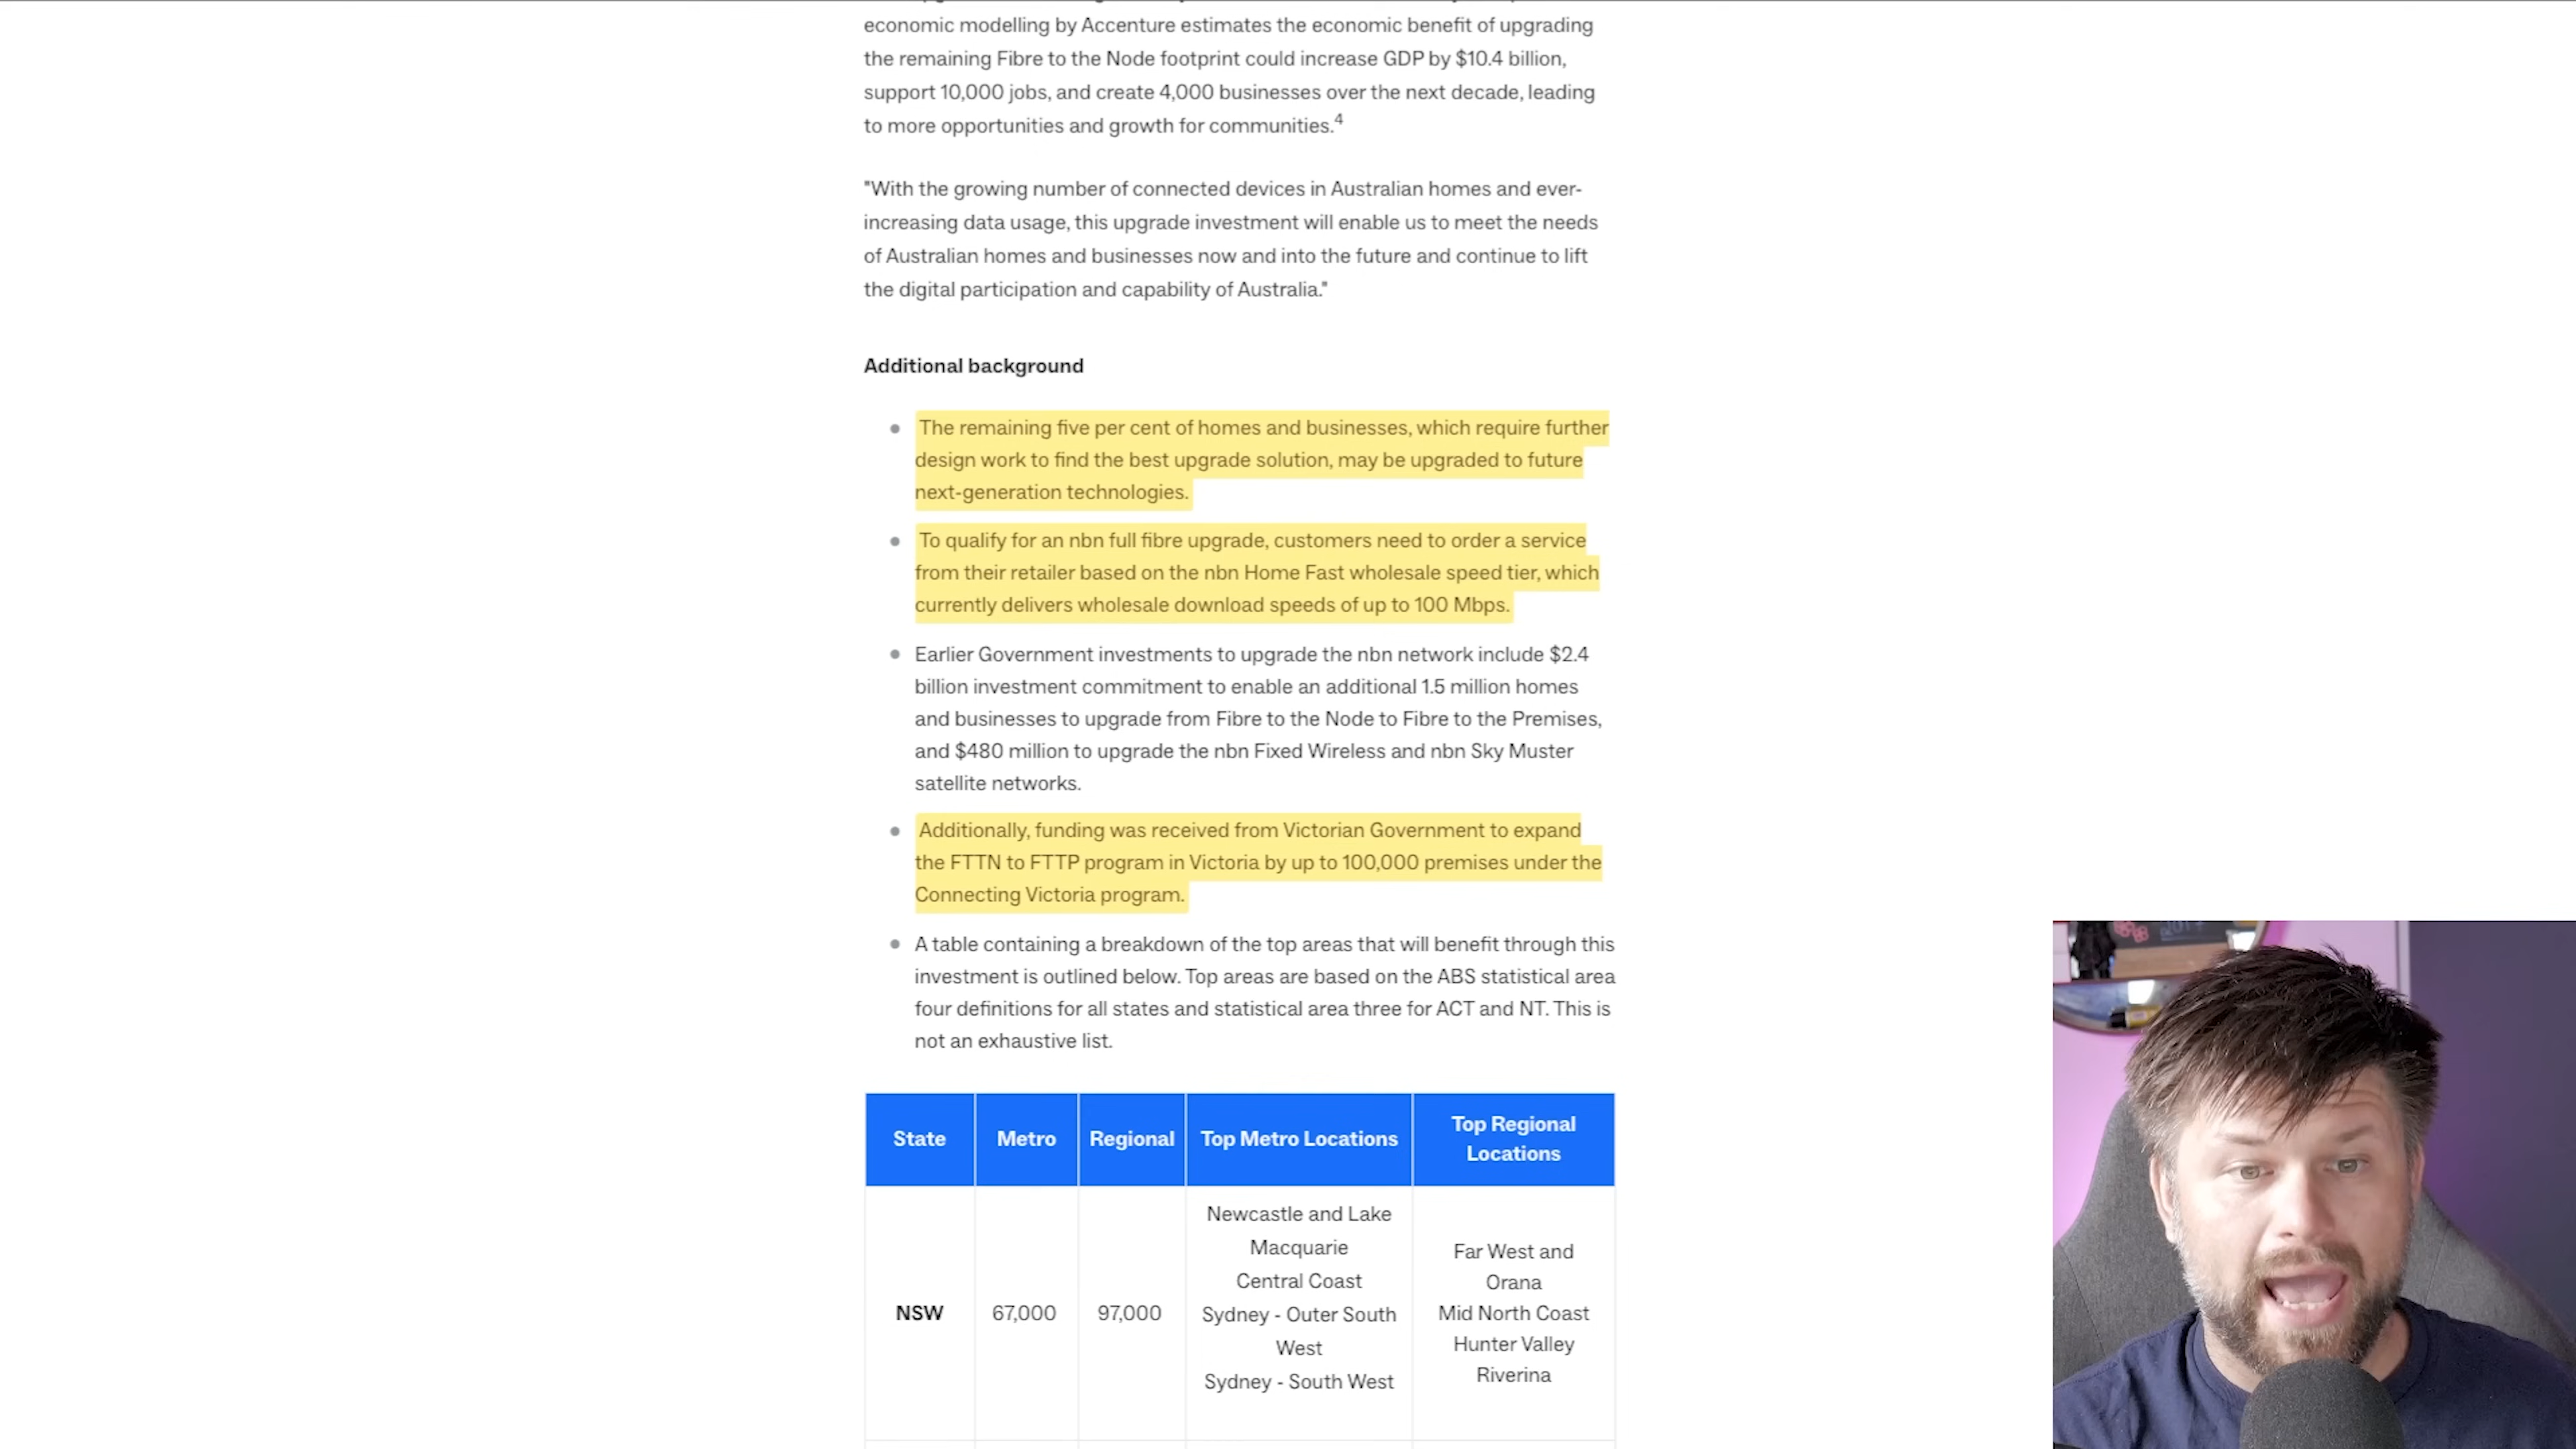 economic modelling by Accenture estimates the economic benefit of upgrading
the remaining Fibre to the Node footprint could increase GDP by $10.4 billion,
support 10,000 jobs, and create 4,000 businesses over the next decade, leading
to more opportunities and growth for communities.4
"With the growing number of connected devices in Australian homes and ever-
increasing data usage, this upgrade investment will enable us to meet the needs
of Australian homes and businesses now and into the future and continue to lift
the digital participation and capability of Australia."
Additional background
The remaining five per cent of homes and businesses, which require further
design work to find the best upgrade solution, may be upgraded to future
next-generation technologies.
To qualify for an nbn full fibre upgrade, customers need to order a service
from their retailer based on the nbn Home Fast wholesale speed tier, which
currently delivers wholesale download speeds of up to 100 Mbps.
Earlier Government investments to upgrade the nbn network include $2.4
billion investment commitment to enable an additional 1.5 million homes
and businesses to upgrade from Fibre to the Node to Fibre to the Premises,
and $480 million to upgrade the nbn Fixed Wireless and nbn Sky Muster
satellite networks.
Additionally, funding was received from Victorian Government to expand
the FTTN to FTTP program in Victoria by up to 100,000 premises under the
Connecting Victoria program.
A table containing a breakdown of the top areas that will benefit through this
investment is outlined below. Top areas are based on the ABS statistical area
four definitions for all states and statistical area three for ACT and NT. This is
not an exhaustive list.
State
Metro
Regional
Top Metro Locations
Top Regional
Locations
NSW
67,000
97,000
Newcastle and Lake
Macquarie
Central Coast
Sydney - Outer South
West
Sydney - South West
Far West and
Orana
Mid North Coast
Hunter Valley
Riverina